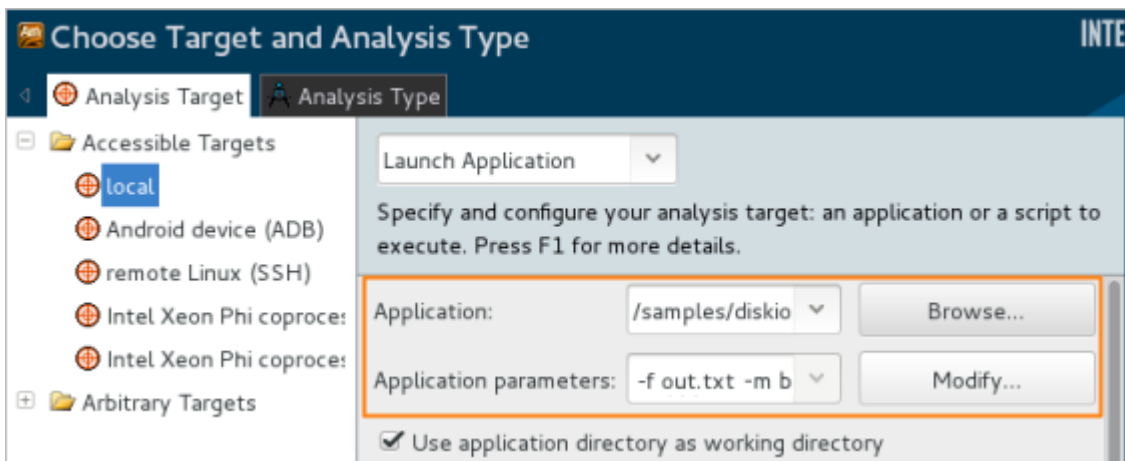 Choose Target and Analysis Type
INTE
Analysis Target
Analysis Type
Accessible Targets
local
Android device (ADB)
remote Linux (SSH)
Intel Xeon Phi coproces
Intel Xeon Phi coproces
Arbitrary Targets
Launch Application
Specify and configure your analysis target: an application or a script to
execute. Press F1 for more details.
Application: /samples/diskio Browse...
Application parameters: -f out.txt -m b Modify...
Use application directory as working directory